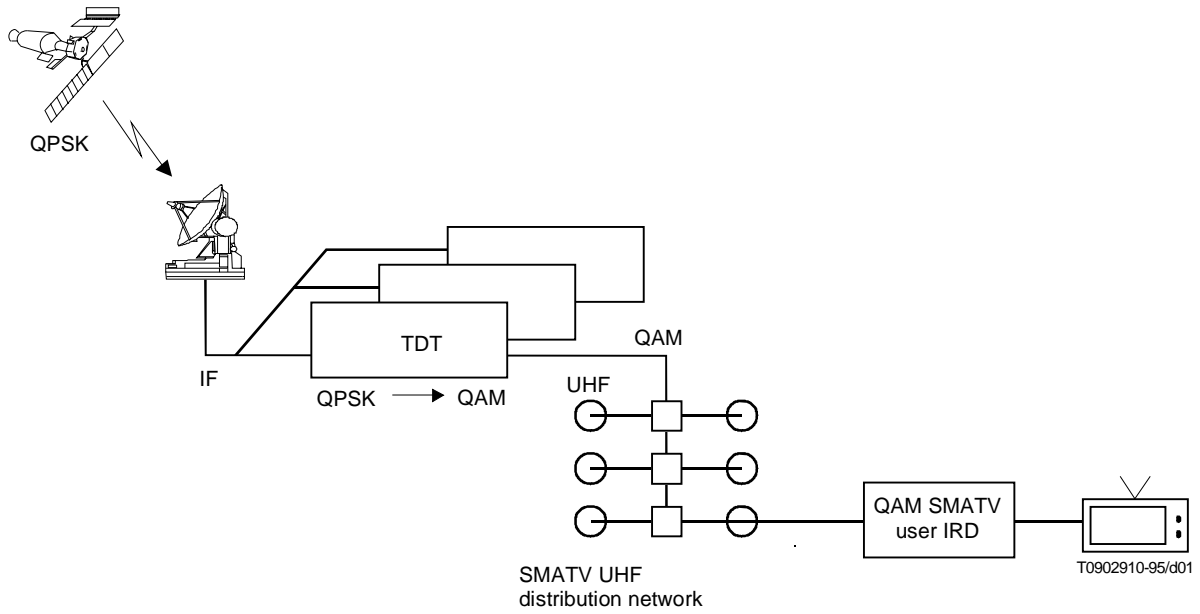 QPSK
TDT
QAM
IF
QPSK
QAM
UHF
QAM SMATV
user IRD
T0902910-95/d01
SMATV UHF
distribution network